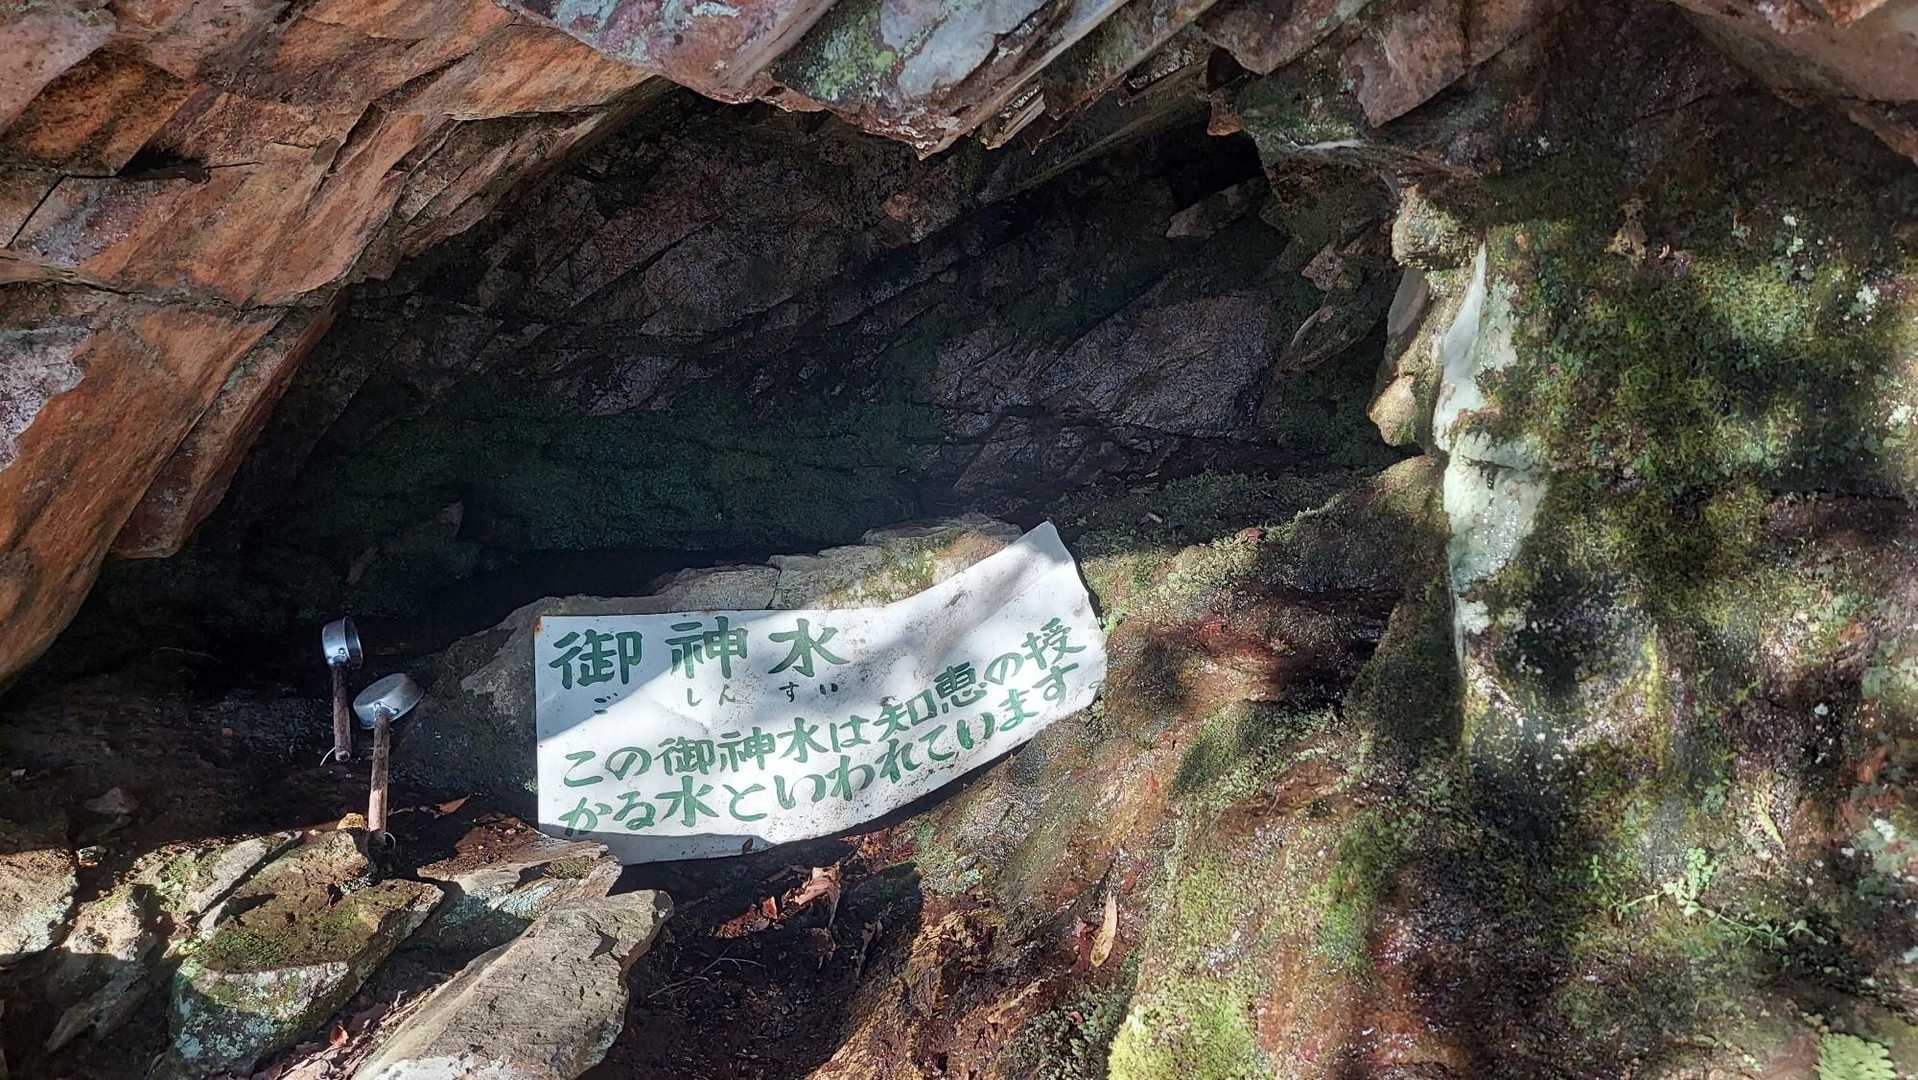 御神水
ごしんすい
この御神水は知恵の授
かる水といわれています